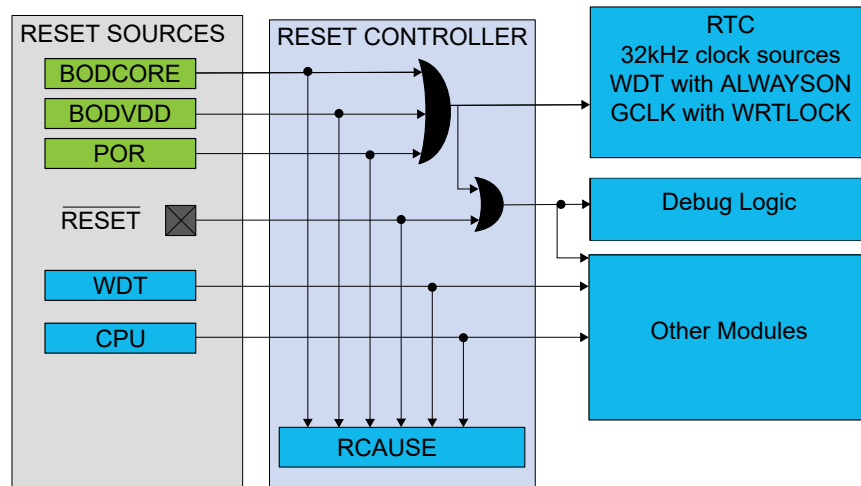 RESET SOURCES
BODCORE
BODVDD
POR
RESET
WDT
CPU
RESET CONTROLLER
RCAUSE
RTC
32kHz clock sources
WDT with ALWAYSON
GCLK with WRTLOCK
Debug Logic
Other Modules